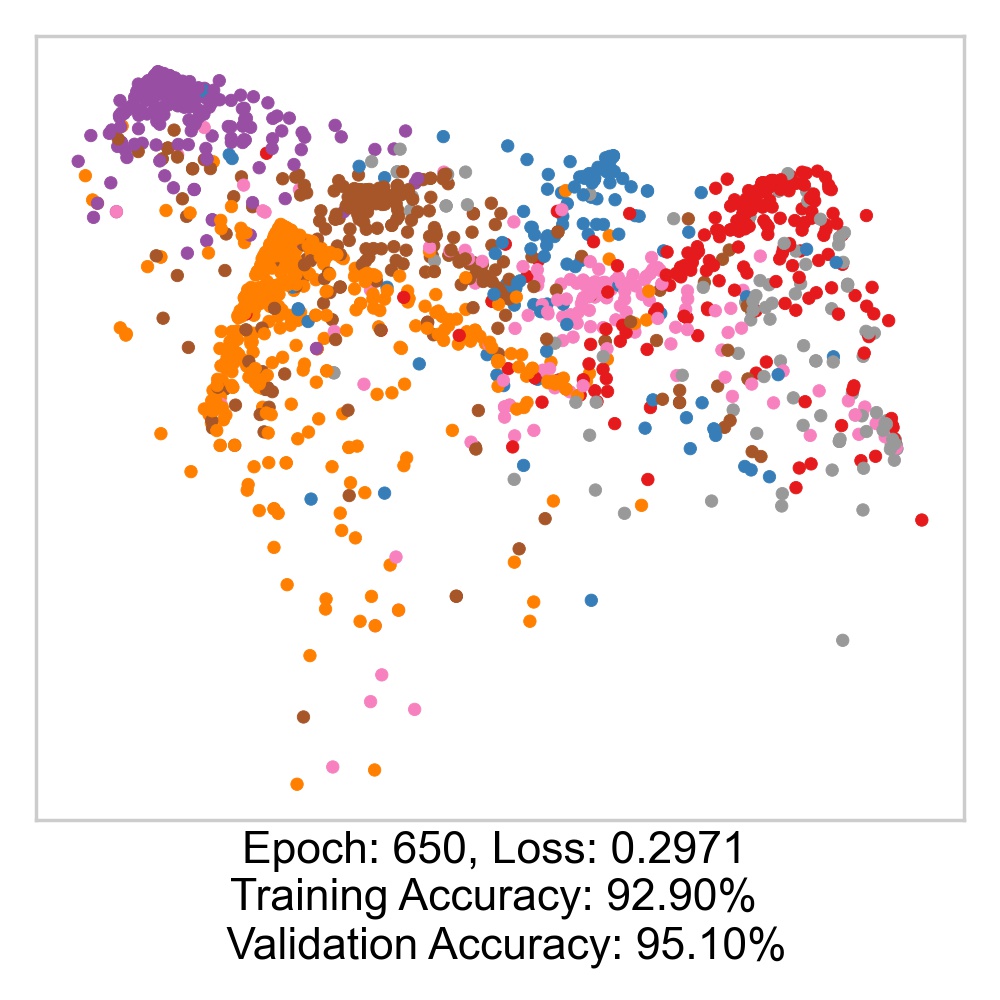 Epoch: 650, Loss: 0.2971
Training Accuracy: 92.90%
Validation Accuracy: 95.10%